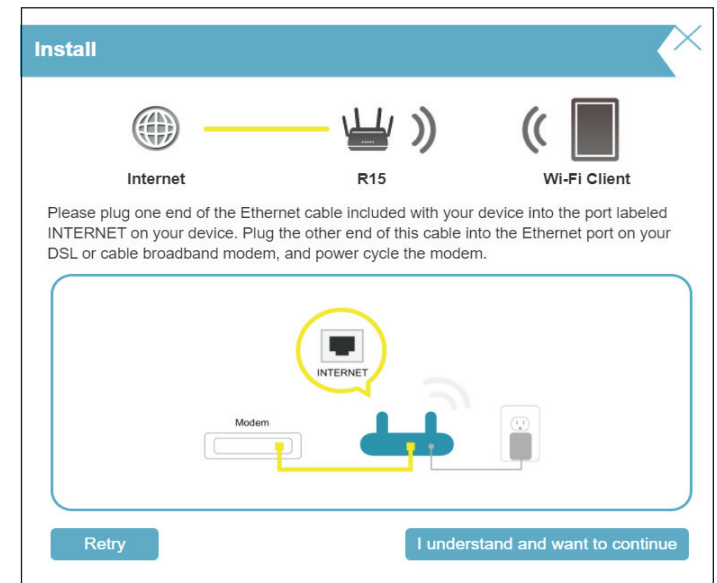 Install
Internet
R15
Wi-Fi Client
Please plug one end of the Ethernet cable included with your device into the port labeled
INTERNET on your device. Plug the other end of this cable into the Ethernet port on your
DSL or cable broadband modem, and power cycle the modem.
INTERNET
Modem
Retry
I understand and want to continue